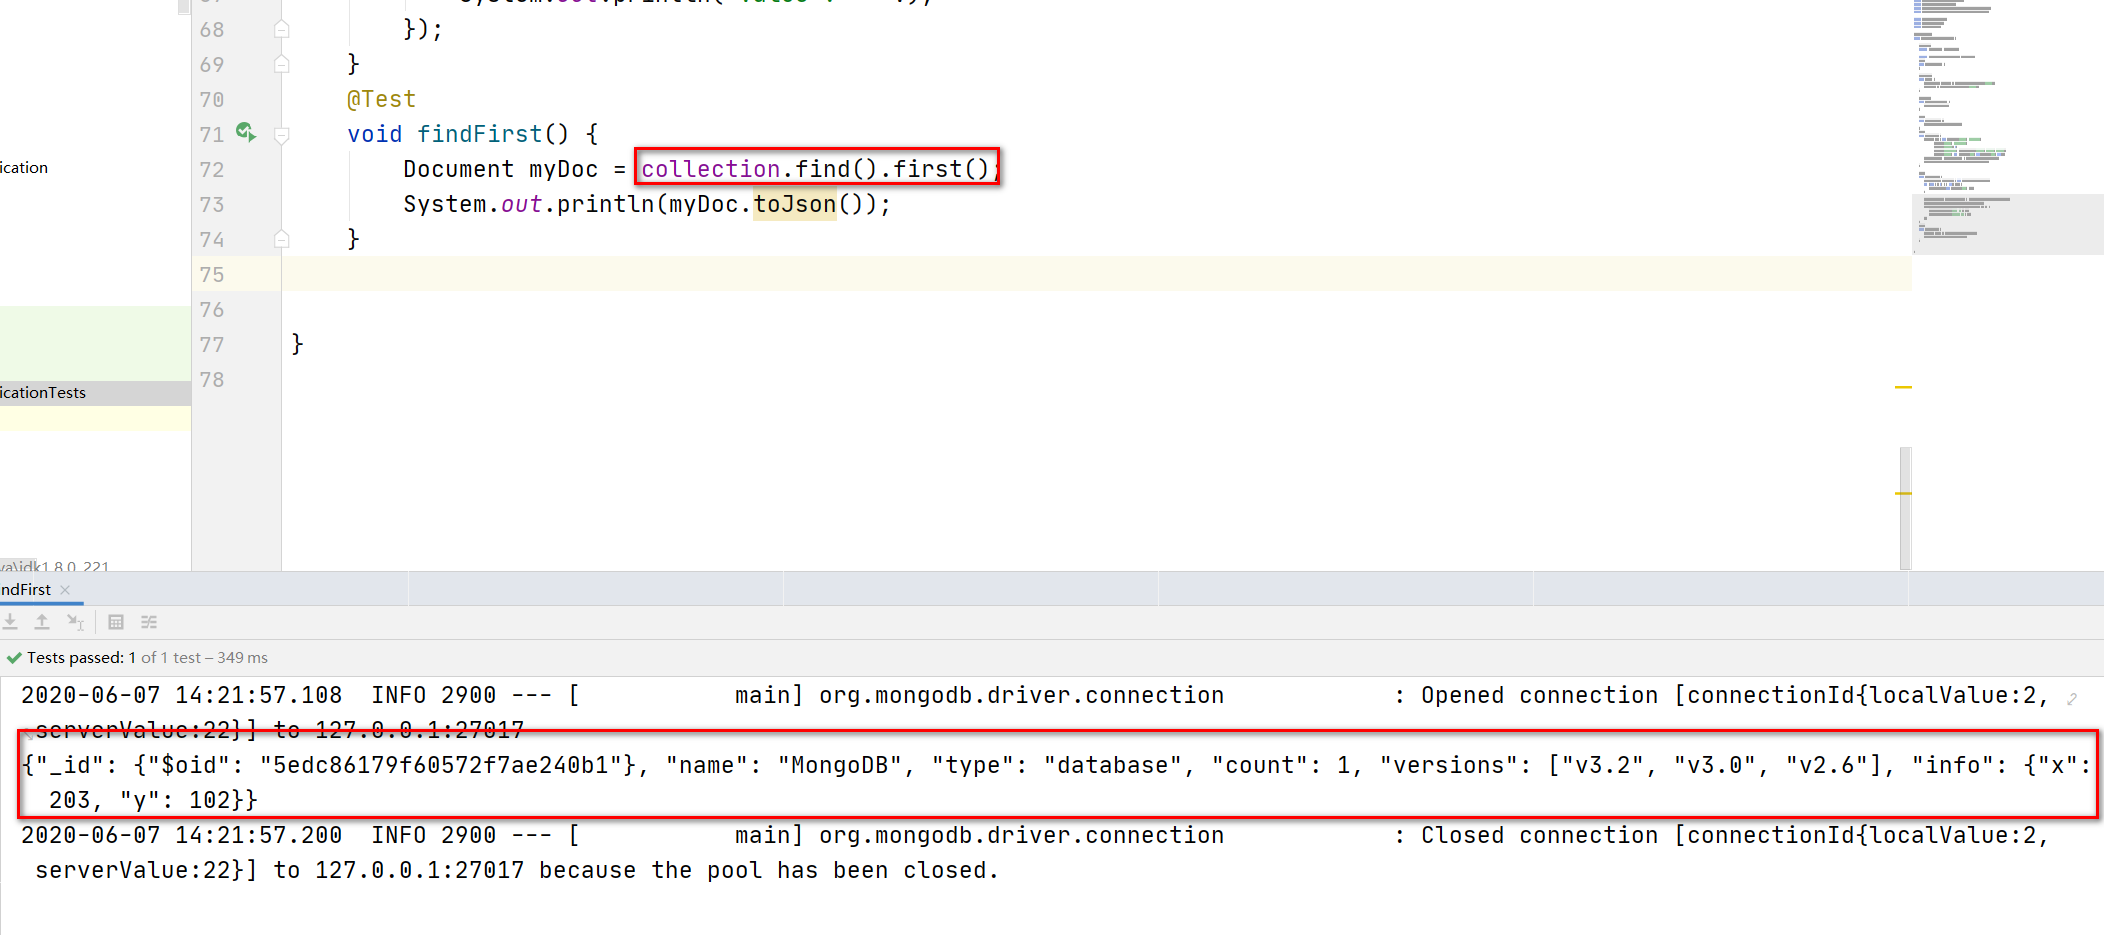 68 });
69 }
70 @Test
71 void findFirst() {
72 Document myDoc = collection.find().first();
73 System.out.println(myDoc.toJson());
74 }
75
76
77 }
78
ication
icationTests
ndFirst
Tests passed: 1 of 1 test – 349 ms
2020-06-07 14:21:57.108  INFO 2900 --- [           main] org.mongodb.driver.connection            : Opened connection [connectionId{localValue:2,
serverValue:22}] to 127.0.0.1:27017
{"_id": {"$oid": "5edc86179f60572f7ae240b1"}, "name": "MongoDB", "type": "database", "count": 1, "versions": ["v3.2", "v3.0", "v2.6"], "info": {"x":
203, "y": 102}}
2020-06-07 14:21:57.200  INFO 2900 --- [           main] org.mongodb.driver.connection            : Closed connection [connectionId{localValue:2,
serverValue:22}] to 127.0.0.1:27017 because the pool has been closed.